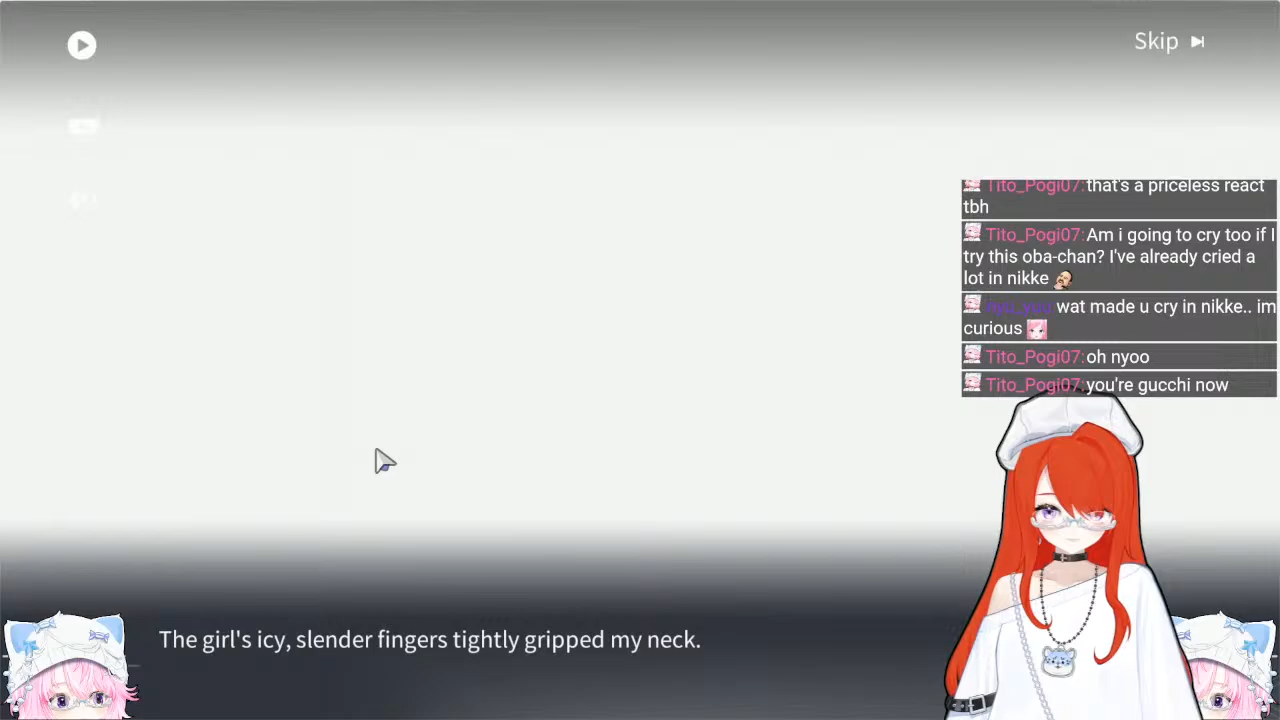 Skip
Tito_Pogi07:that's a priceless react
tbh
Tito_Pogi07:Am i going to cry too if I
try this oba-chan? I've already cried a
lot in nikke
wat made u cry in nikke.. im
curious
Tito_Pogi07:oh nyoo
Tito_Pogi07:you're gucchi now
The girl's icy, slender fingers tightly gripped my neck.